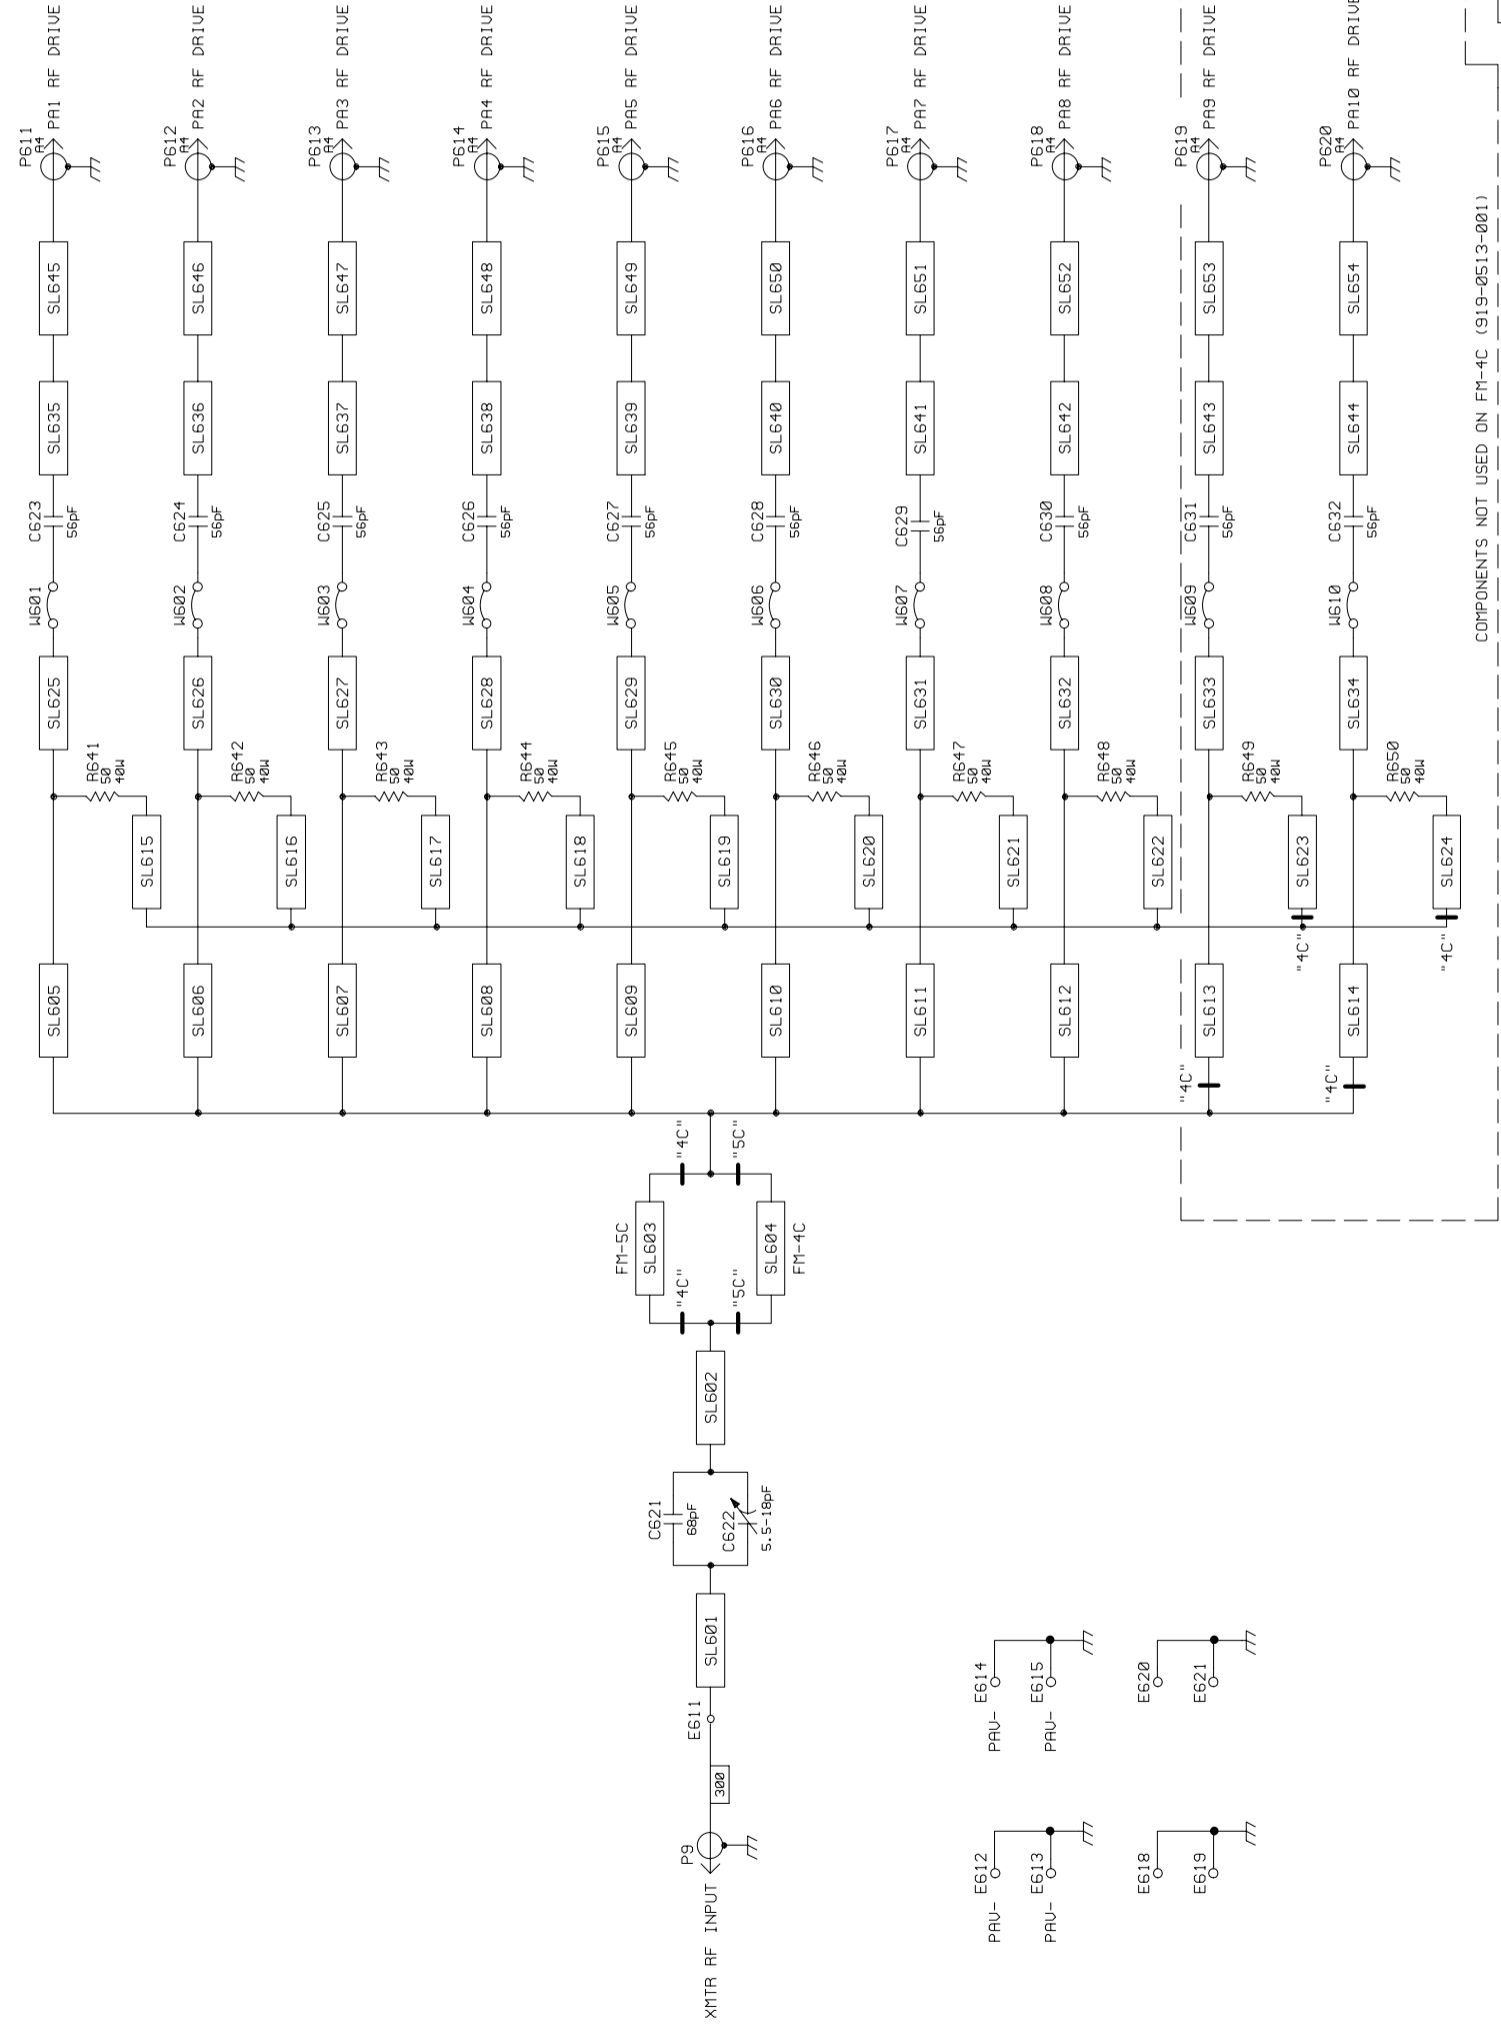 XMTR RF INPUT
P9
300
E611
SL601
C621
68pF
C622
5.5-18pF
SL602
FM-5C
SL603
"4C"
"4C"
"5C"
"5C"
SL604
FM-4C
SL605
SL615
R641
50
40W
SL625
W601
C623
56pF
SL635
SL645
P611
A4
PA1 RF DRIVE
SL606
SL616
R642
50
40W
SL626
W602
C624
56pF
SL636
SL646
P612
A4
PA2 RF DRIVE
SL607
SL617
R643
50
40W
SL627
W603
C625
56pF
SL637
SL647
P613
A4
PA3 RF DRIVE
SL608
SL618
R644
50
40W
SL628
W604
C626
56pF
SL638
SL648
P614
A4
PA4 RF DRIVE
SL609
SL619
R645
50
40W
SL629
W605
C627
56pF
SL639
SL649
P615
A4
PA5 RF DRIVE
SL610
SL620
R646
50
40W
SL630
W606
C628
56pF
SL640
SL650
P616
A4
PA6 RF DRIVE
SL611
SL621
R647
50
40W
SL631
W607
C629
56pF
SL641
SL651
P617
A4
PA7 RF DRIVE
SL612
SL622
R648
50
40W
SL632
W608
C630
56pF
SL642
SL652
P618
A4
PA8 RF DRIVE
"4C"
SL613
"4C"
SL623
R649
50
40W
SL633
W609
C631
56pF
SL643
SL653
P619
A4
PA9 RF DRIVE
"4C"
SL614
"4C"
SL624
R650
50
40W
SL634
W610
C632
56pF
SL644
SL654
P620
A4
PA10 RF DRIVE
COMPONENTS NOT USED ON FM-4C (919-0513-001)
PAV- E612
PAV- E613
E618
E619
PAV- E614
PAV- E615
E620
E621